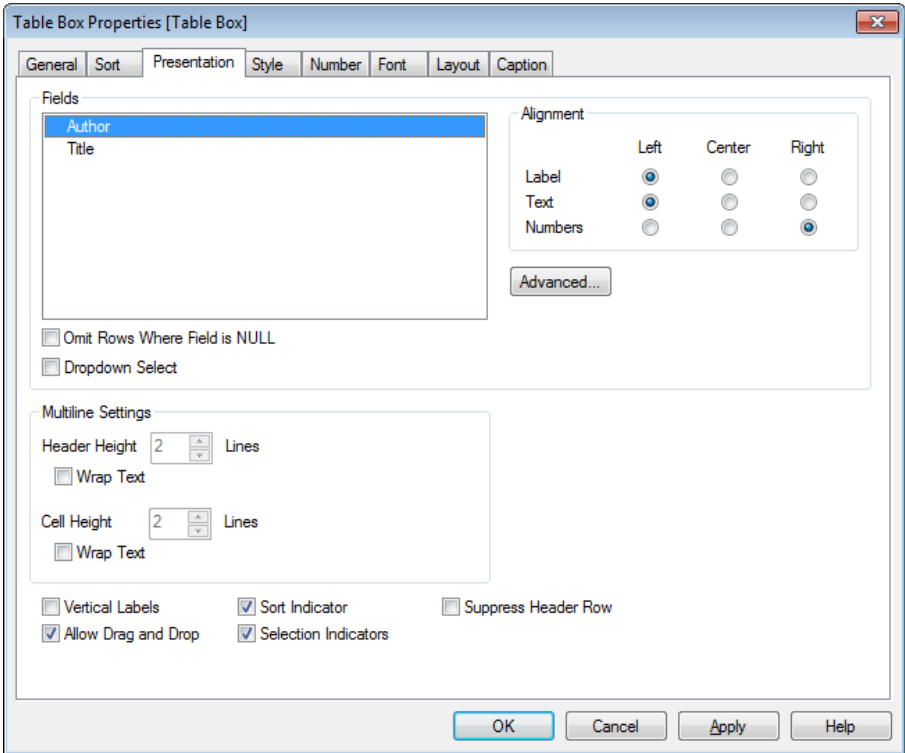 Table Box Properties [Table Box]
General Sort Presentation Style Number Font Layout Caption
Fields
Author
Title
Alignment
Left Center Right
Label
Text
Numbers
Advanced...
Omit Rows Where Field is NULL
Dropdown Select
Multiline Settings
Header Height 2 Lines
Wrap Text
Cell Height 2 Lines
Wrap Text
Vertical Labels Sort Indicator Suppress Header Row
Allow Drag and Drop Selection Indicators
OK Cancel Apply Help